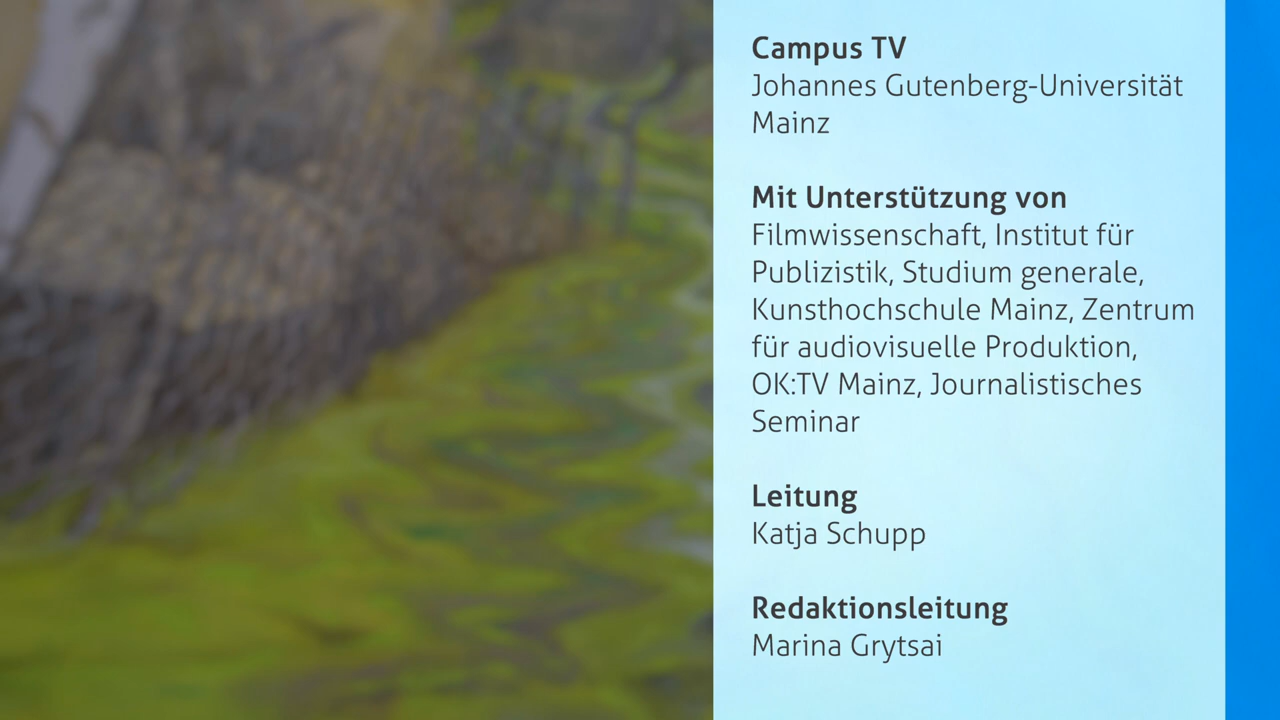 Campus TV
Johannes Gutenberg-Universität
Mainz
Mit Unterstützung von
Filmwissenschaft, Institut für
Publizistik, Studium generale,
Kunsthochschule Mainz, Zentrum
für audiovisuelle Produktion,
OK:TV Mainz, Journalistisches
Seminar
Leitung
Katja Schupp
Redaktionsleitung
Marina Grytsai